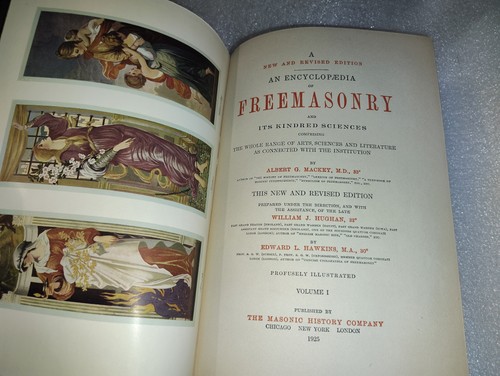 A
NEW AND REVISED EDITION
AN ENCYCLOPÆDIA
OF
FREEMASONRY
AND
ITS KINDRED SCIENCES
COMPRISING
THE WHOLE RANGE OF ARTS, SCIENCES AND LITERATURE
AS CONNECTED WITH THE INSTITUTION
BY
ALBERT G. MACKEY, M.D., 33°
THIS NEW AND REVISED EDITION
PREPARED UNDER THE DIRECTION, AND WITH
THE ASSISTANCE, OF THE LATE
WILLIAM J. HUGHAN, 32°
BY
EDWARD L. HAWKINS, M.A., 30°
PROFUSELY ILLUSTRATED
VOLUME I
PUBLISHED BY
THE MASONIC HISTORY COMPANY
CHICAGO NEW YORK LONDON
1925